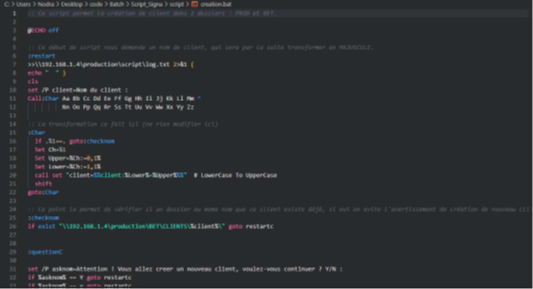 C: > Users > Nodra > Desktop > code > Batch > Script_Signa > script > creation.bat
1 :: Ce script permet la création de client dans 2 dossiers : PROD et BET.
2
3 @ECHO off
4
5 :: Ce début de script nous demande un nom de client, qui sera par la suite transformer en MAJUSCULE.
6 :restart
7 >>\\192.168.1.4\production\script\log.txt 2>&1 (
8 echo " " )
9 cls
10 set /P client=Nom du client :
11 Call:Char Aa Bb Cc Dd Ee Ff Gg Hh Ii Jj Kk Ll Mm ^
12 Nn Oo Pp Qq Rr Ss Tt Uu Vv Ww Xx Yy Zz
13
14 :: La transformation ce fait ici (ne rien modifier ici)
15 :Char
16 if .%1==. goto:checknom
17 Set Ch=%1
18 Set Upper=%Ch:~0,1%
19 Set Lower=%Ch:~1,1%
20 call set "client=%%client:%Lower%=%Upper%%%" # LowerCase To UpperCase
21 shift
22 goto:Char
23
24 :: Ce point la permet de vérifier si un dossier au meme nom que ce client existe déjà, si oui on évite l'avertissement de création de nouveau cli
25 :checknom
26 if exist "\\192.168.1.4\production\BET\CLIENTS\%client%\" goto restartc
27
28
29 :questionC
30
31 set /P asknom=Attention ! Vous allez creer un nouveau client, voulez-vous continuer ? Y/N :
32 if %asknom% == Y goto restartc
33 if %asknom% == y goto restartc